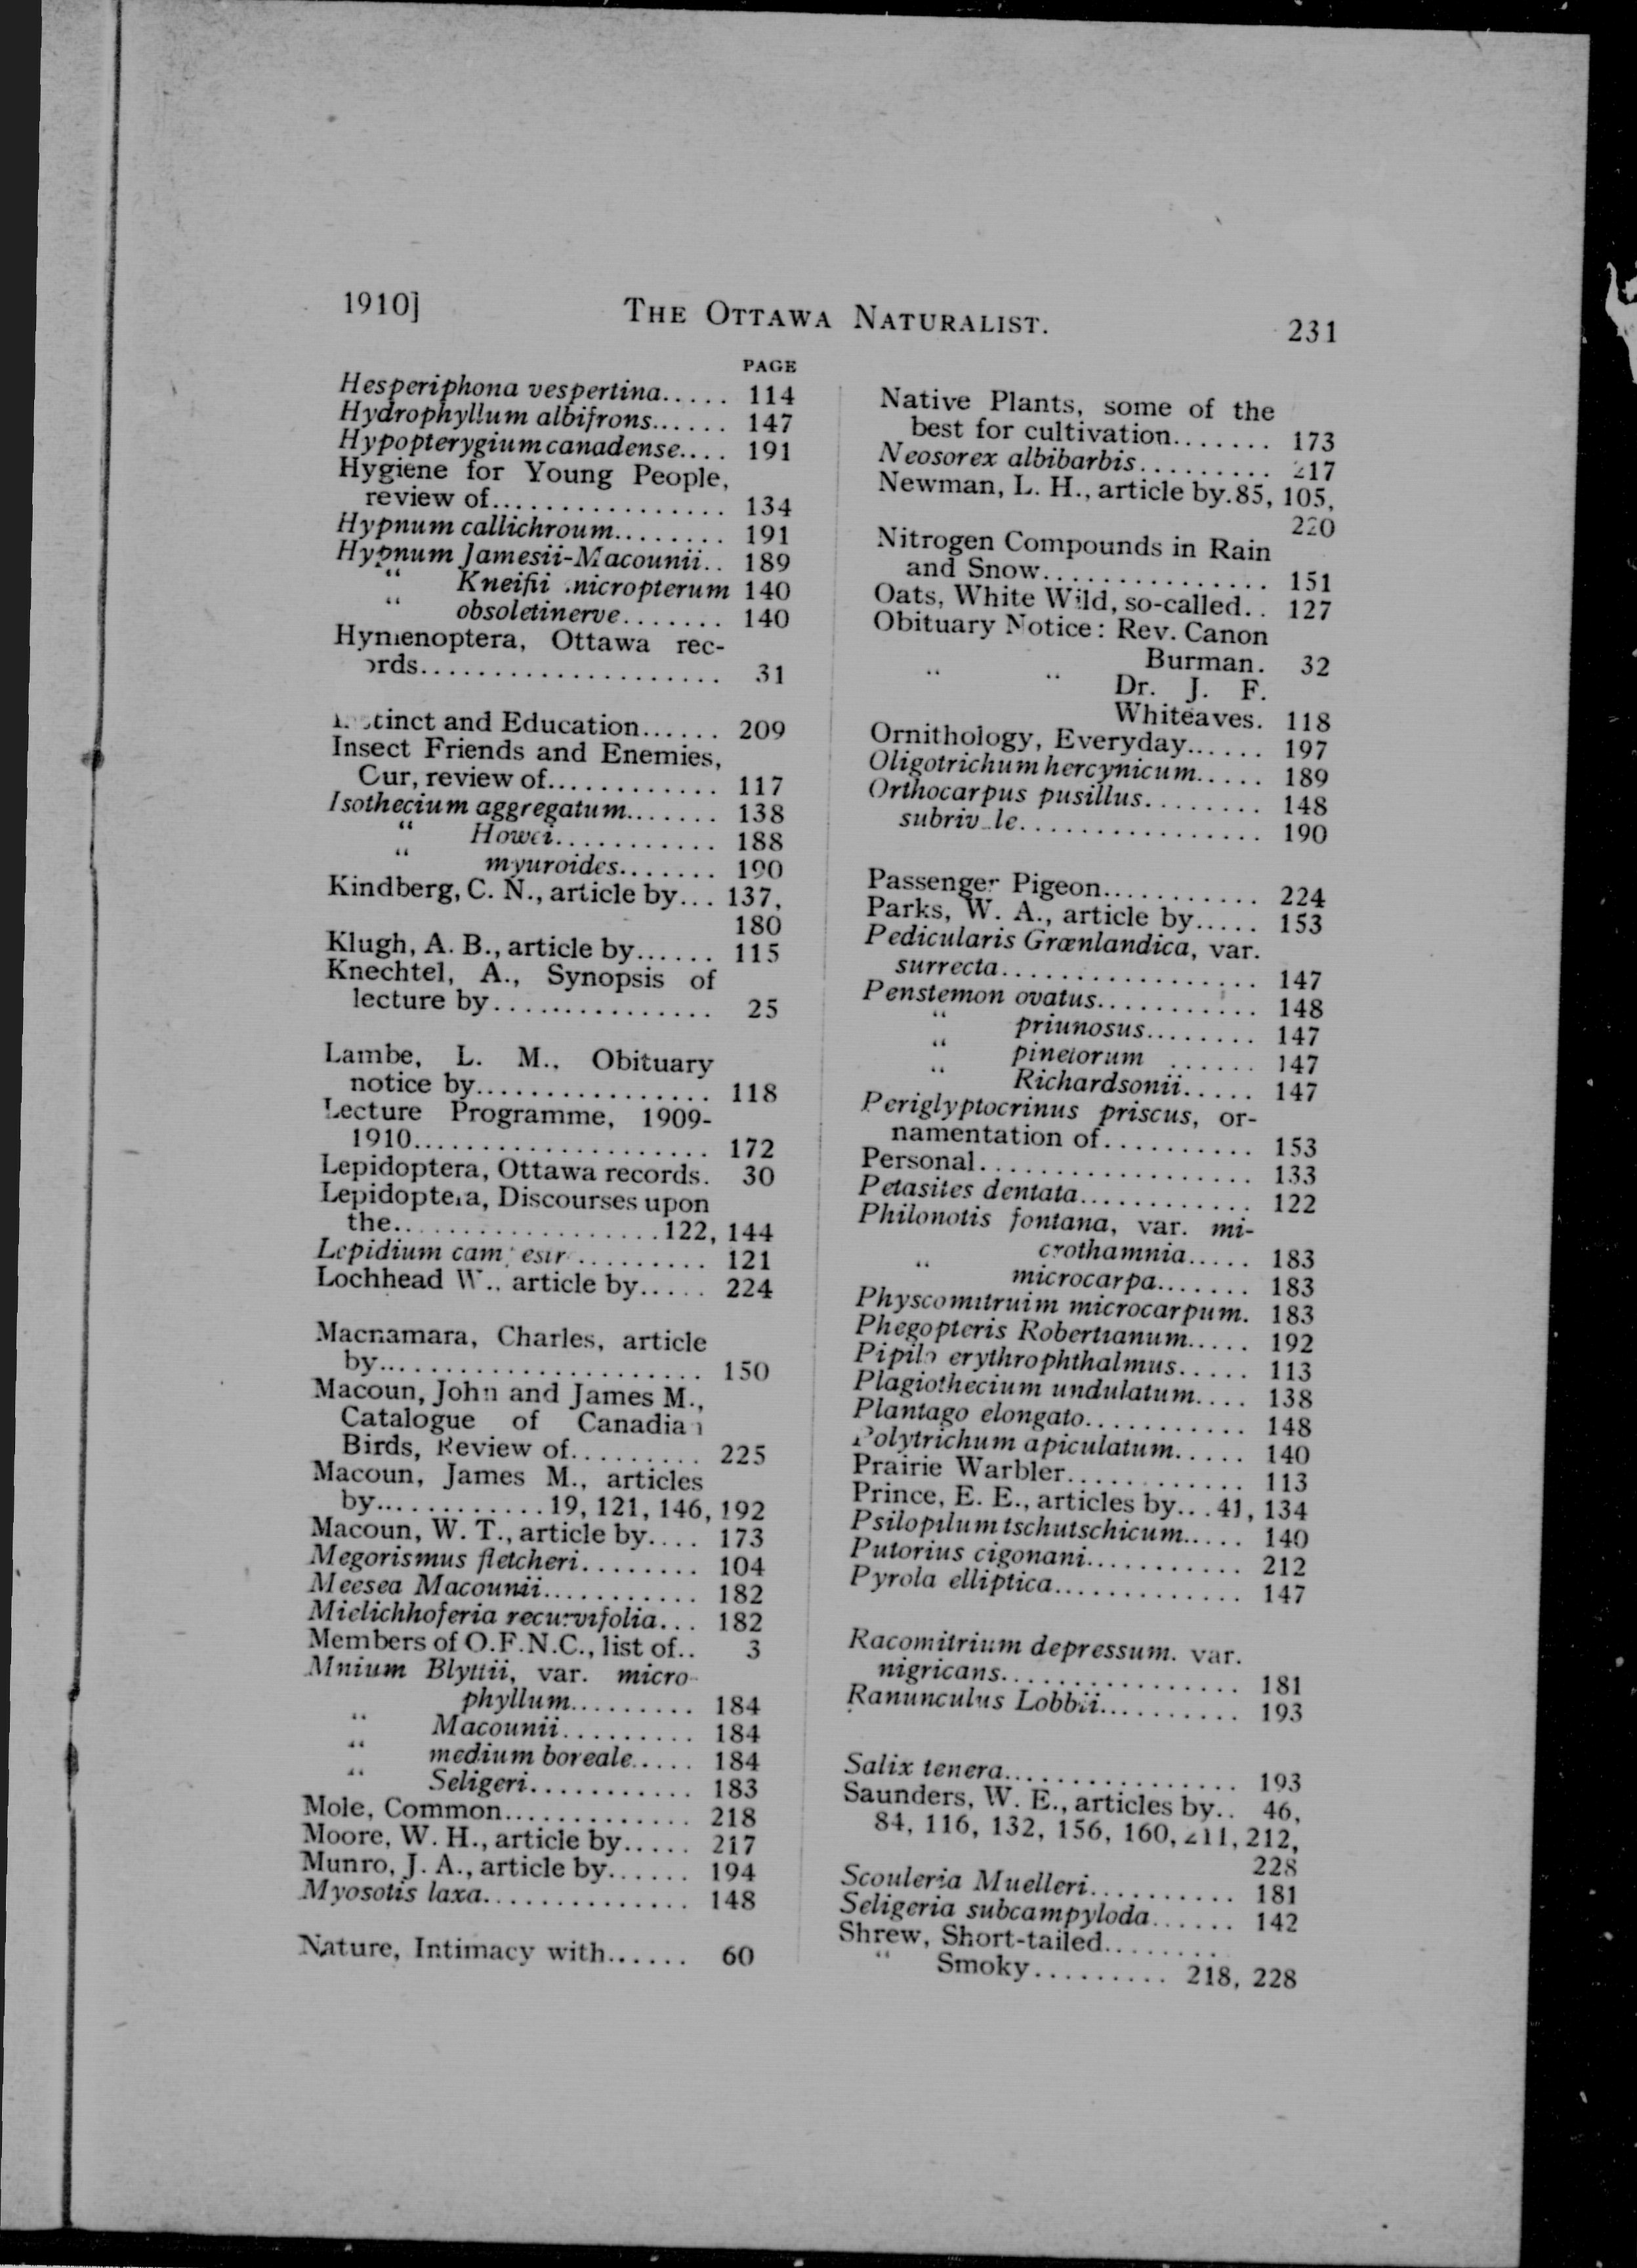 1910] THE OTTAWA NATURALIST. 231
PAGE
Hesperiphona vespertina..... 114
Hydrophyllum albifrons...... 147
Hypopterygium canadense.... 191
Hygiene for Young People,
review of................ 134
Hypnum callichroum........ 191
Hypnum Jamesii-Macounii.. 189
" Kneifii micropterum 140
" obsoletinerve....... 140
Hymenoptera, Ottawa rec-
ords..................... 31
Instinct and Education...... 209
Insect Friends and Enemies,
Our, review of............ 117
Isothecium aggregatum....... 138
" Howei........... 188
" myuroides....... 190
Kindberg, C. N., article by... 137,
180
Klugh, A. B., article by...... 115
Knechtel, A., Synopsis of
lecture by............... 25
Lambe, L. M., Obituary
notice by................ 118
Lecture Programme, 1909-
1910.................... 172
Lepidoptera, Ottawa records. 30
Lepidoptera, Discourses upon
the..................122, 144
Lepidium ......... 121
Lochhead W., article by..... 224
Macnamara, Charles, article
by...................... 150
Macoun, John and James M.,
Catalogue of Canadian
Birds, Review of......... 225
Macoun, James M., articles
by............19, 121, 146, 192
Macoun, W. T., article by.... 173
Megorismus fletcheri........ 104
Meesea Macounii........... 182
Mielichhoferia recurvifolia... 182
Members of O.F.N.C., list of.. 3
Mnium Blyttii, var. micro-
phyllum......... 184
" Macounii.......... 184
" medium boreale..... 184
" Seligeri............ 183
Mole, Common............. 218
Moore, W. H., article by..... 217
Munro, J. A., article by...... 194
Myosotis laxa.............. 148
Nature, Intimacy with...... 60
Native Plants, some of the
best for cultivation....... 173
Neosorex albibarbis......... 217
Newman, L. H., article by.85, 105,
220
Nitrogen Compounds in Rain
and Snow............... 151
Oats, White Wild, so-called.. 127
Obituary Notice: Rev. Canon
Burman. 32
" " Dr. J. F.
Whiteaves. 118
Ornithology, Everyday...... 197
Oligotrichum hercynicum..... 189
Orthocarpus pusillus........ 148
................. 190
Passenger Pigeon........... 224
Parks, W. A., article by..... 153
Pedicularis Grœnlandica, var.
surrecta................. 147
Penstemon ovatus........... 148
" priunosus........ 147
" pinetorum ...... 147
" Richardsonii..... 147
Periglyptocrinus priscus, or-
namentation of.......... 153
Personal................... 133
Petasites dentata............ 122
Philonotis fontana, var. mi-
crothamnia..... 183
" microcarpa....... 183
Physcomitruim microcarpum. 183
Phegopteris Robertianum..... 192
Pipilo erythrophthalmus..... 113
Plagiothecium undulatum.... 138
Plantago elongato........... 148
Polytrichum apiculatum..... 140
Prairie Warbler............ 113
Prince, E. E., articles by...41, 134
Psilopilum tschutschicum..... 140
Putorius cigonani........... 212
Pyrola elliptica............. 147
Racomitrium depressum. var.
nigricans................ 181
Ranunculus Lobbii.......... 193
Salix tenera................ 193
Saunders, W. E., articles by.. 46,
84, 116, 132, 156, 160, 211, 212,
228
Scouleria Muelleri.......... 181
Seligeria subcampyloda...... 142
Shrew, Short-tailed.........
" Smoky......... 218, 228